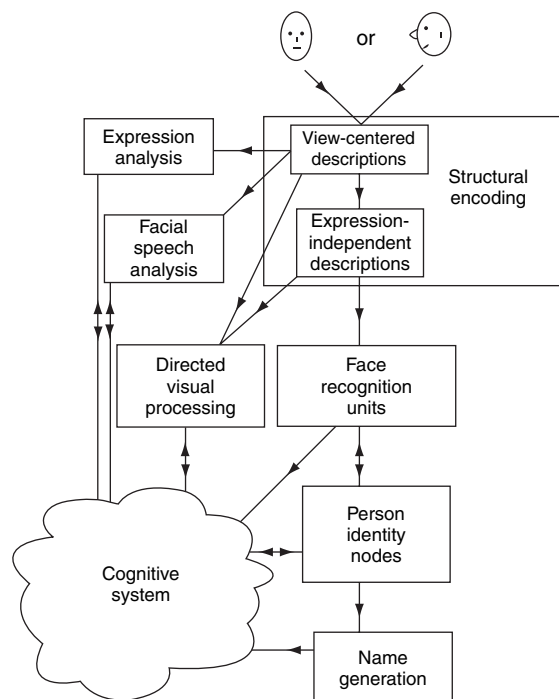 or
Expression
analysis
View-centered
descriptions
Structural
encoding
Facial
speech
analysis
Expression-
independent
descriptions
Directed
visual
processing
Face
recognition
units
Person
identity
nodes
Cognitive
system
Name
generation